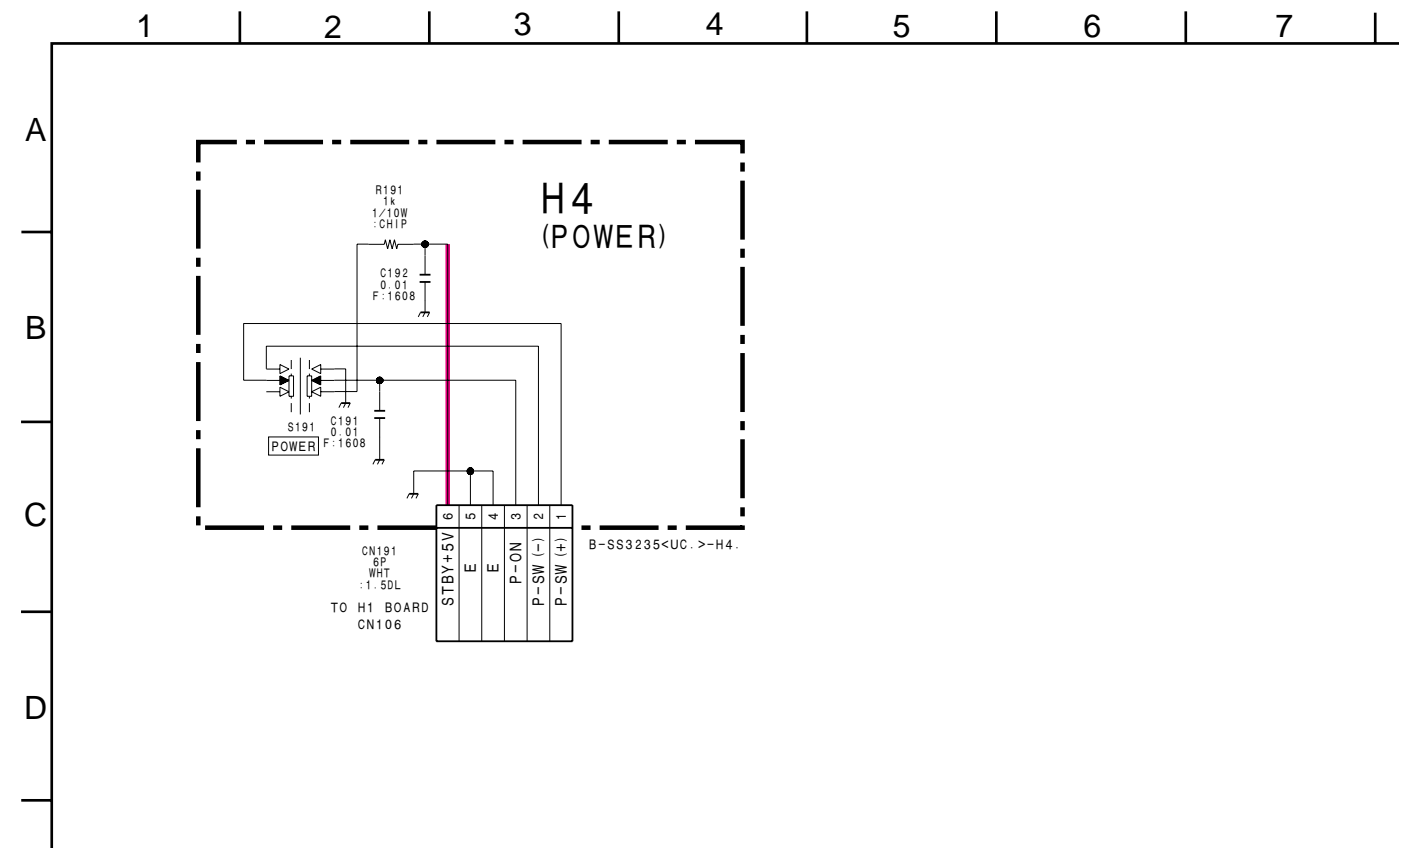 1 2 3 4 5 6 7
A
B
C
D
H4
(POWER)
R191
1k
1/10W
:CHIP
C192
0.01
F:1608
S191
POWER
C191
0.01
F:1608
6 5 4 3 2 1
STBY+5V
E
E
P-ON
P-SW(-)
P-SW(+)
B-SS3235<UC.>-H4.
CN191
6P
WHT
:1.5DL
TO H1 BOARD
CN106